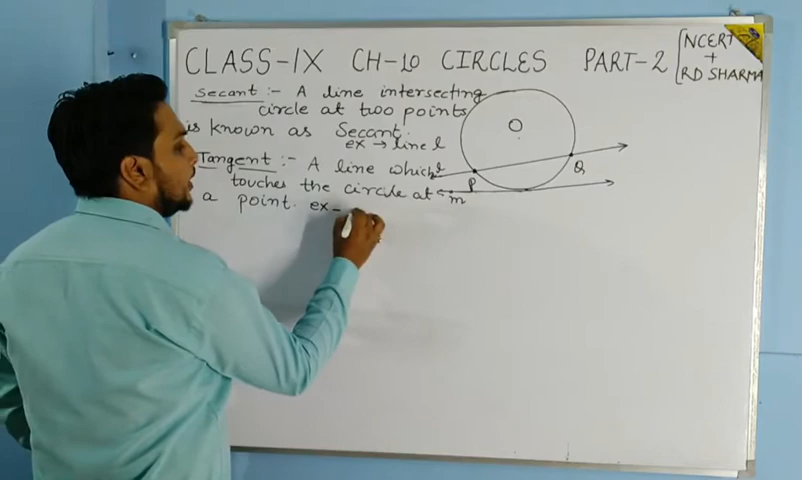 CLASS-IX CH-10 CIRCLES PART-2 [NCERT
+
RD SHARMA
Secant :- A line intersecting
circle at two points
is known as Secant.
ex → line l
Tangent :- A line which
touches the circle at
a point. ex -
O
l
P
Q
m